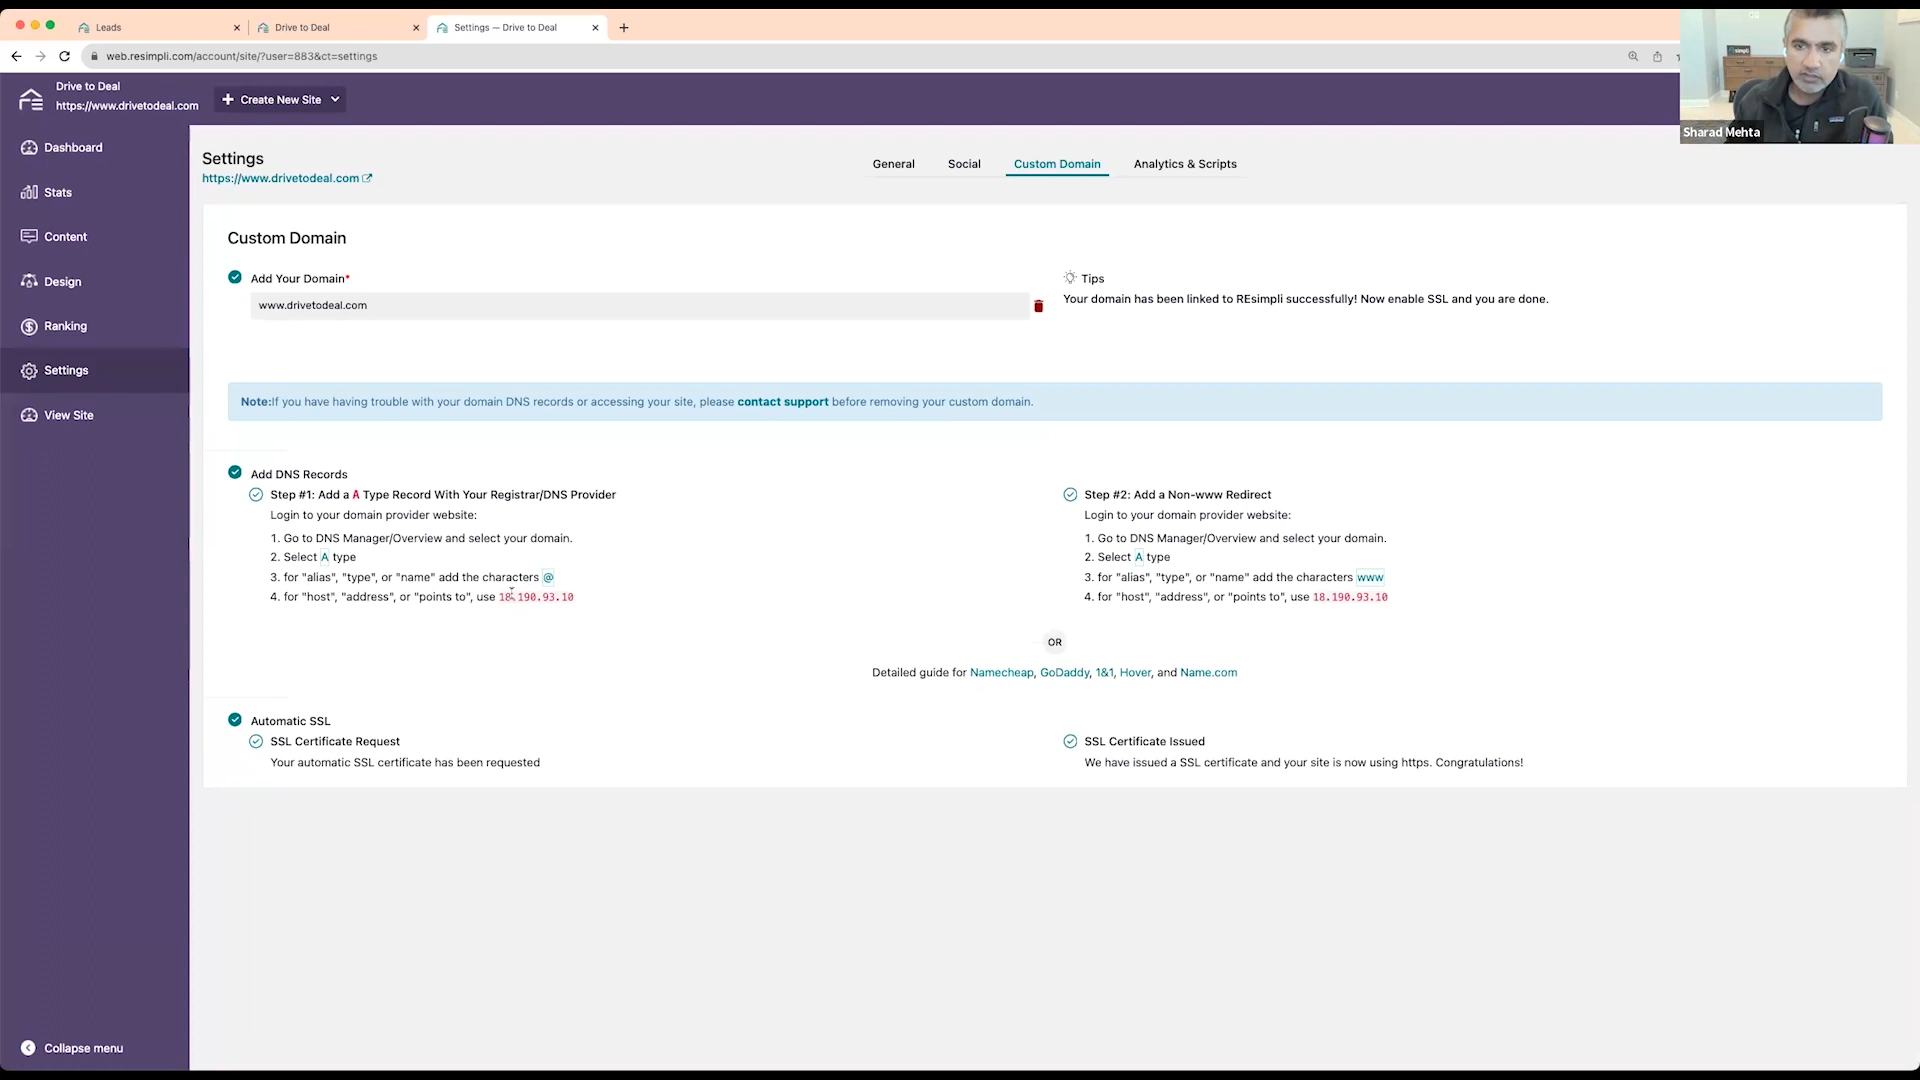 Leads
Drive to Deal
Settings — Drive to Deal
web.resimpli.com/account/site/?user=883&ct=settings
Drive to Deal
https://www.drivetodeal.com
Create New Site
Sharad Mehta
Dashboard
Stats
Content
Design
Ranking
Settings
View Site
Collapse menu
Settings
https://www.drivetodeal.com
General
Social
Custom Domain
Analytics & Scripts
Custom Domain
Add Your Domain*
www.drivetodeal.com
Tips
Your domain has been linked to REsimpli successfully! Now enable SSL and you are done.
Note:If you have having trouble with your domain DNS records or accessing your site, please contact support before removing your custom domain.
Add DNS Records
Step #1: Add a A Type Record With Your Registrar/DNS Provider
Login to your domain provider website:
1. Go to DNS Manager/Overview and select your domain.
2. Select A type
3. for "alias", "type", or "name" add the characters @
4. for "host", "address", or "points to", use 18.190.93.10
Step #2: Add a Non-www Redirect
Login to your domain provider website:
1. Go to DNS Manager/Overview and select your domain.
2. Select A type
3. for "alias", "type", or "name" add the characters www
4. for "host", "address", or "points to", use 18.190.93.10
OR
Detailed guide for Namecheap, GoDaddy, 1&1, Hover, and Name.com
Automatic SSL
SSL Certificate Request
Your automatic SSL certificate has been requested
SSL Certificate Issued
We have issued a SSL certificate and your site is now using https. Congratulations!